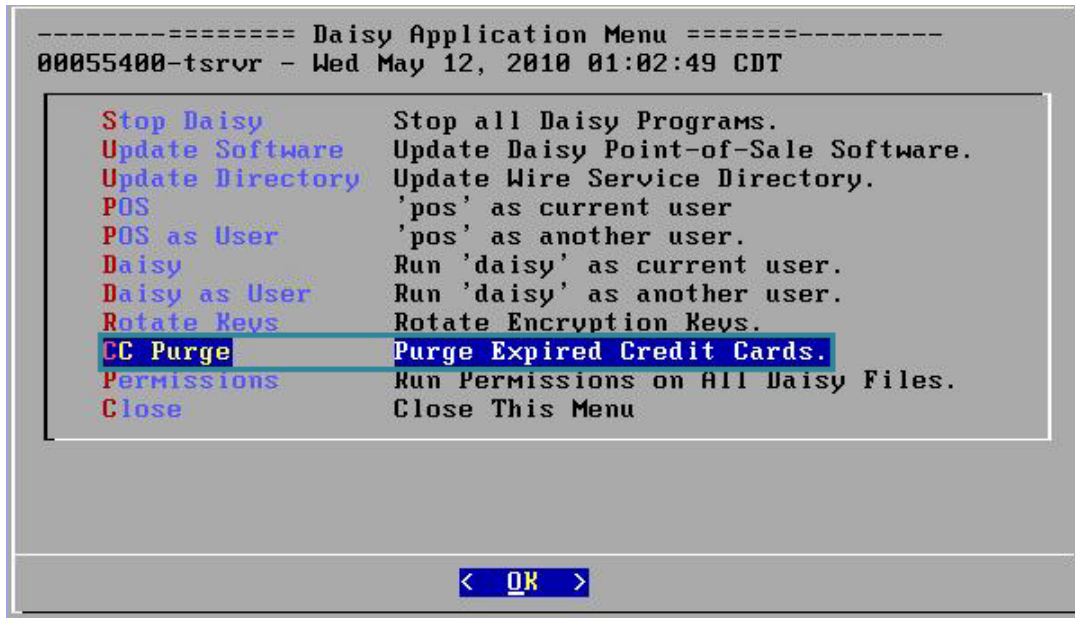 --------======== Daisy Application Menu =======---------
00055400-tsrvr - Wed May 12, 2010 01:02:49 CDT
Stop Daisy Stop all Daisy Programs.
Update Software Update Daisy Point-of-Sale Software.
Update Directory Update Wire Service Directory.
POS 'pos' as current user
POS as User 'pos' as another user.
Daisy Run 'daisy' as current user.
Daisy as User Run 'daisy' as another user.
Rotate Keys Rotate Encryption Keys.
CC Purge Purge Expired Credit Cards.
Permissions Run Permissions on All Daisy Files.
Close Close This Menu
< OK >